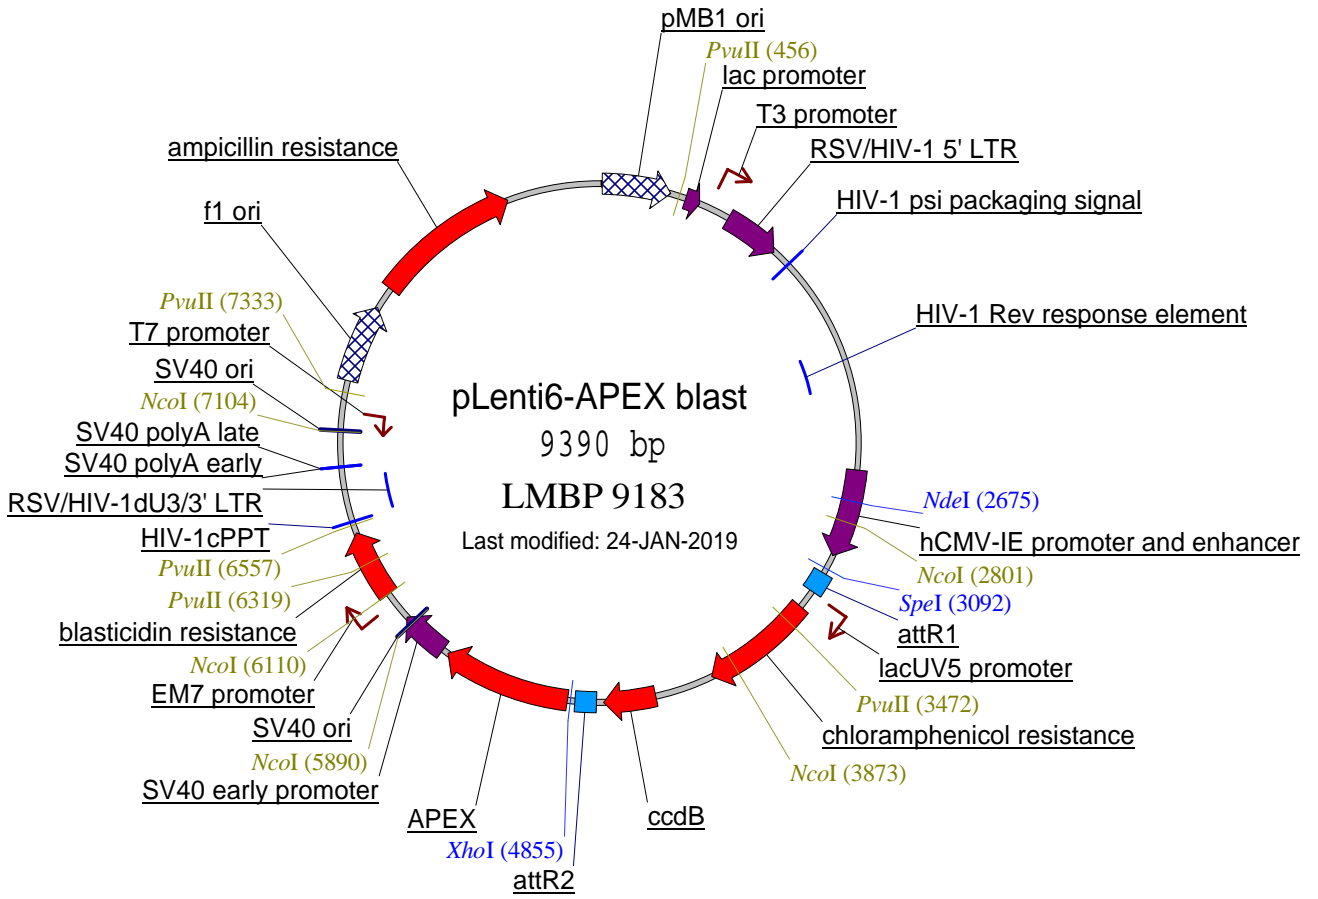 pMB1 ori
PvuII (456)
lac promoter
T3 promoter
RSV/HIV-1 5' LTR
HIV-1 psi packaging signal
HIV-1 Rev response element
NdeI (2675)
hCMV-IE promoter and enhancer
NcoI (2801)
SpeI (3092)
attR1
lacUV5 promoter
PvuII (3472)
chloramphenicol resistance
NcoI (3873)
ccdB
attR2
XhoI (4855)
APEX
SV40 early promoter
NcoI (5890)
SV40 ori
EM7 promoter
NcoI (6110)
blasticidin resistance
PvuII (6319)
PvuII (6557)
HIV-1cPPT
RSV/HIV-1dU3/3' LTR
SV40 polyA early
SV40 polyA late
NcoI (7104)
SV40 ori
T7 promoter
PvuII (7333)
f1 ori
ampicillin resistance
pLenti6-APEX blast
9390 bp
LMBP 9183
Last modified: 24-JAN-2019